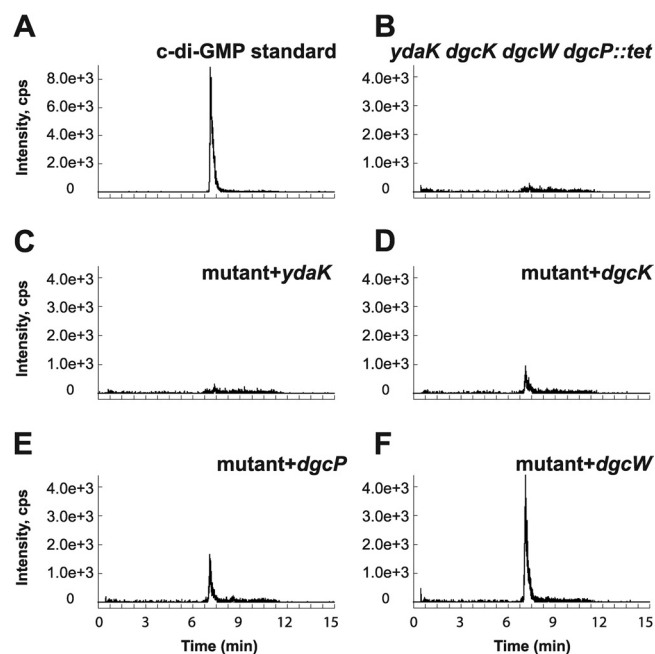 A
c-di-GMP standard
Intensity, cps
8.0e+3
6.0e+3
4.0e+3
2.0e+3
0
B
ydaK dgcK dgcW dgcP::tet
4.0e+3
3.0e+3
2.0e+3
1.0e+3
0
C
mutant+ydaK
Intensity, cps
4.0e+3
3.0e+3
2.0e+3
1.0e+3
0
D
mutant+dgcK
4.0e+3
3.0e+3
2.0e+3
1.0e+3
0
E
mutant+dgcP
Intensity, cps
4.0e+3
3.0e+3
2.0e+3
1.0e+3
0
0 3 6 9 12 15
Time (min)
F
mutant+dgcW
4.0e+3
3.0e+3
2.0e+3
1.0e+3
0
0 3 6 9 12 15
Time (min)